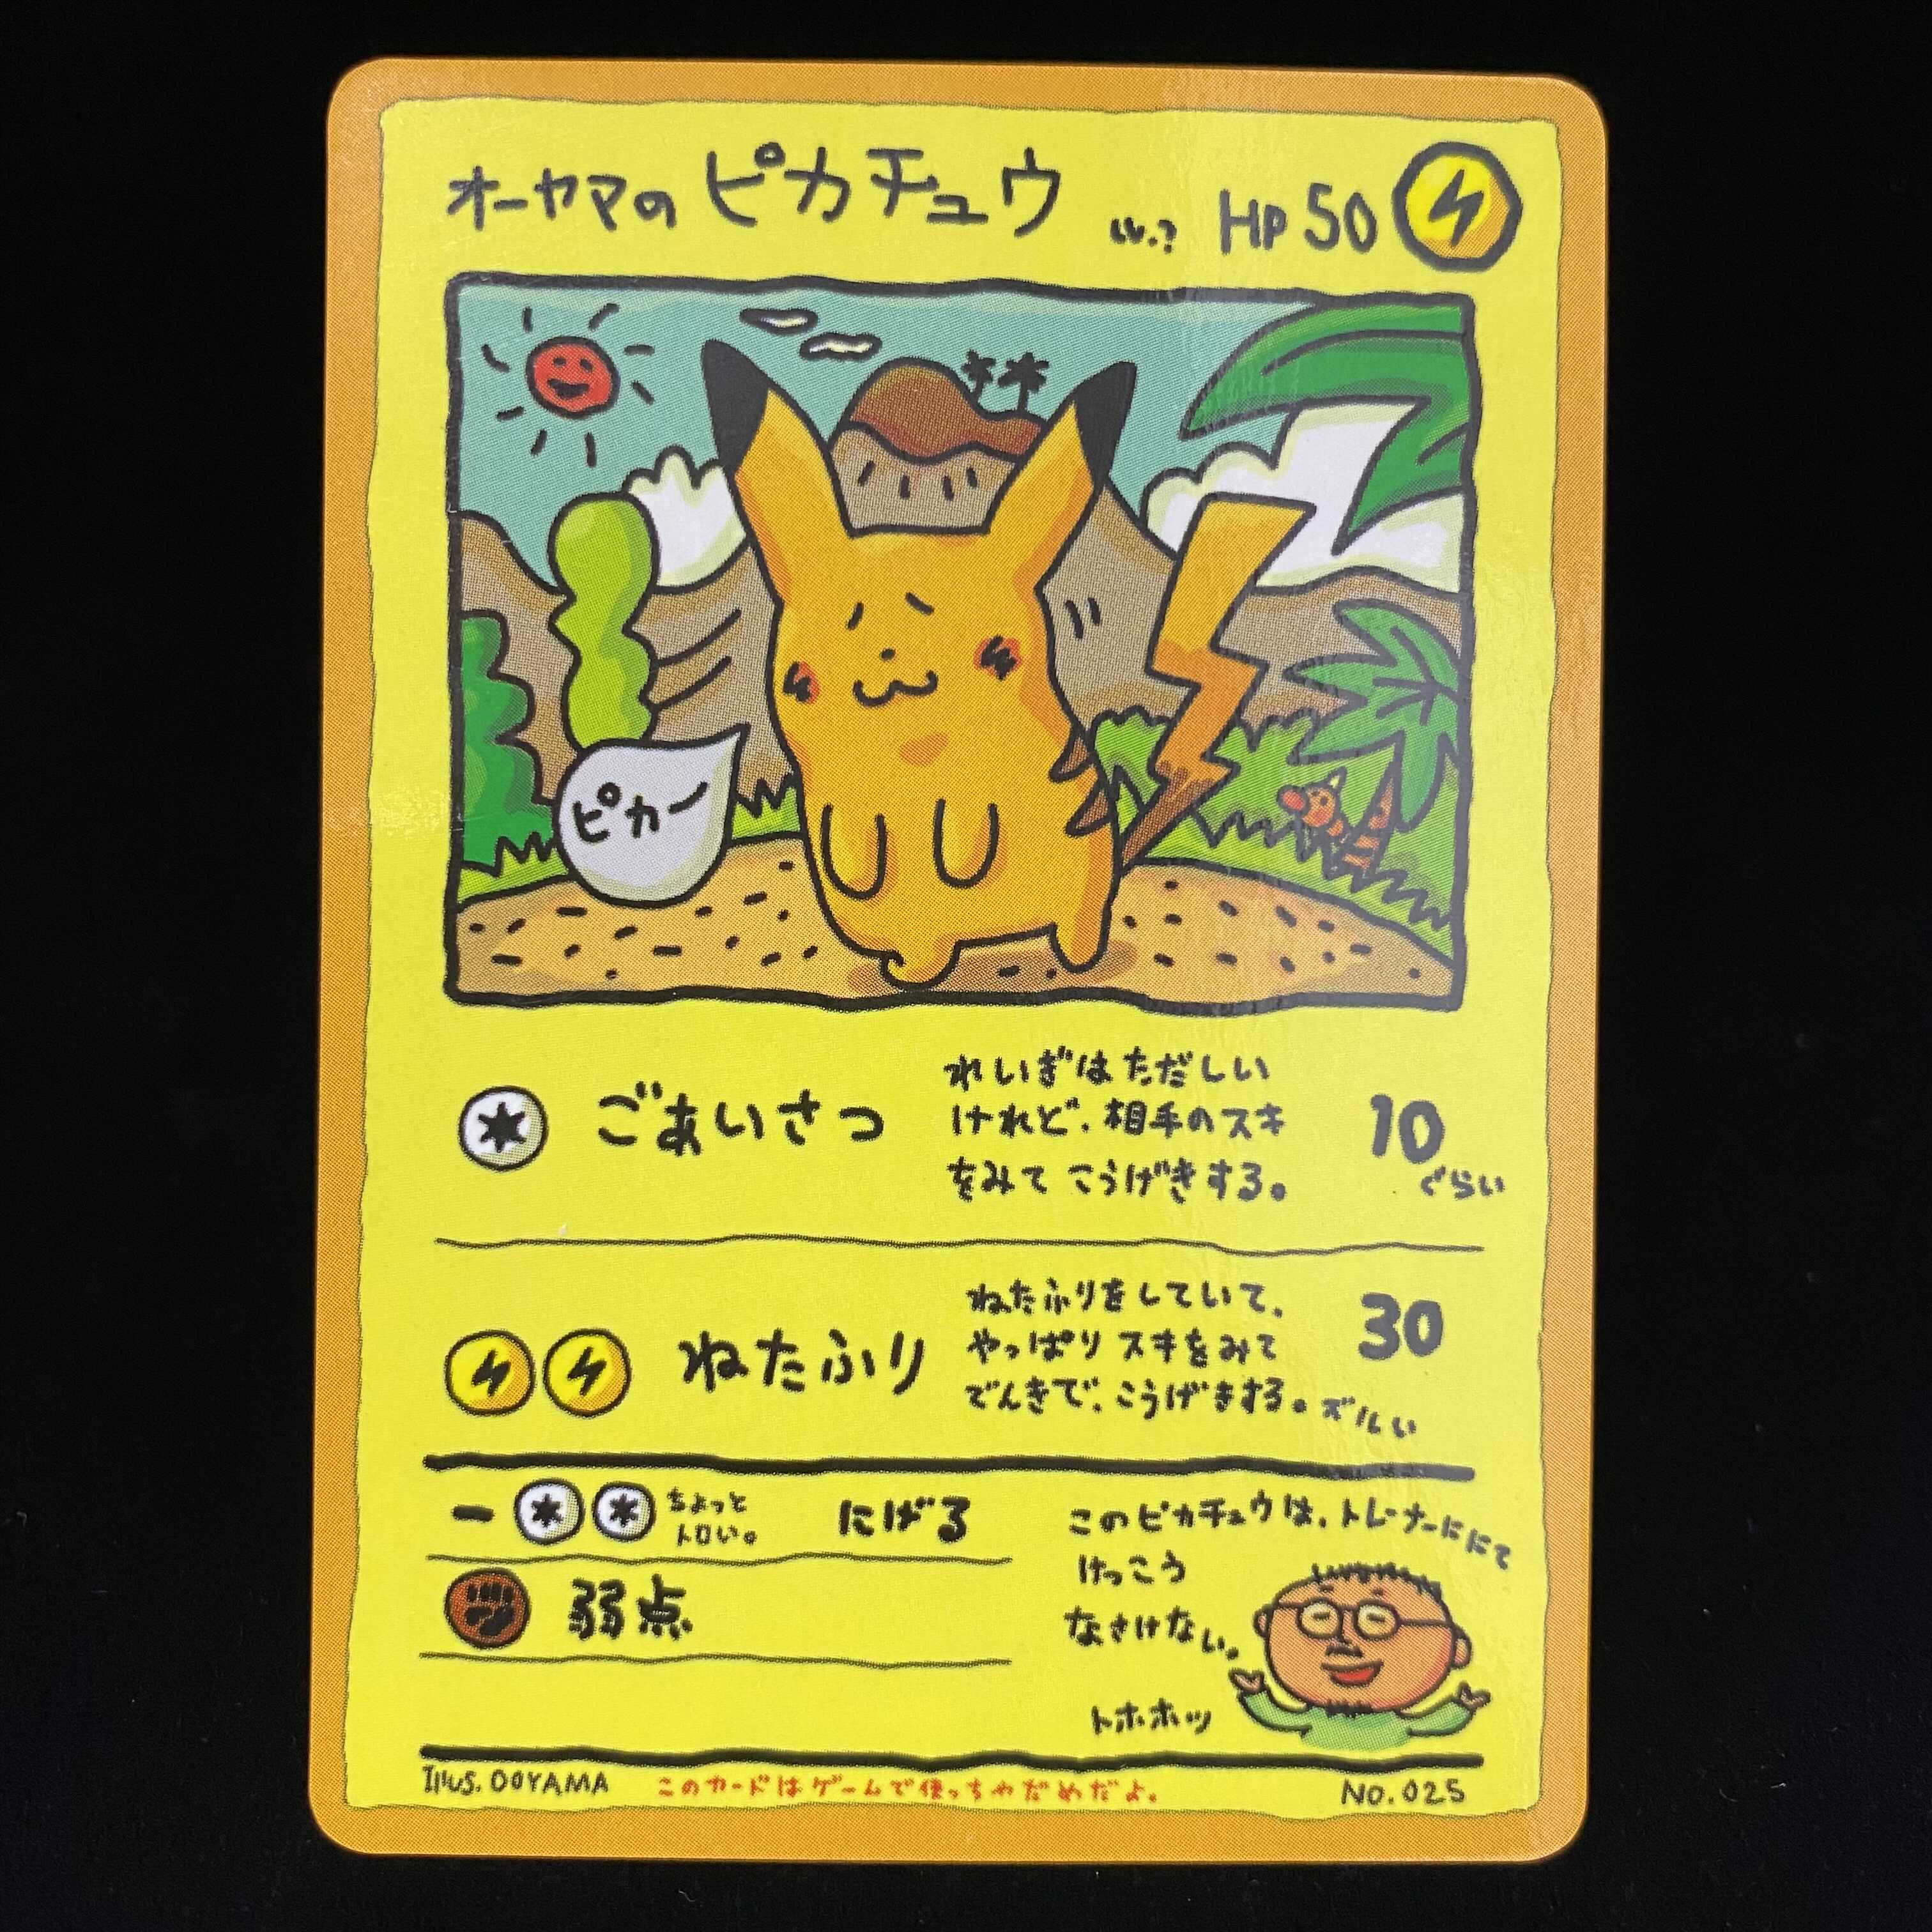 オーヤマのピカチュウ LV.? HP 50
ピカー
ごあいさつ
れいぎはただしい
けれど、相手のスキ
をみて こうげきする。
10
ぐらい
ねたふり
ねたふりをしていて、
やっぱり スキをみて
でんきで、こうげきする。
ズルい
30
ー
ちょっと
トロい。
にげる
弱点
このピカチュウは、トレーナーににて
けっこう
なさけない。
トホホッ
Illus. OOYAMA
このカードはゲームで使っちゃだめだよ。
NO. 025